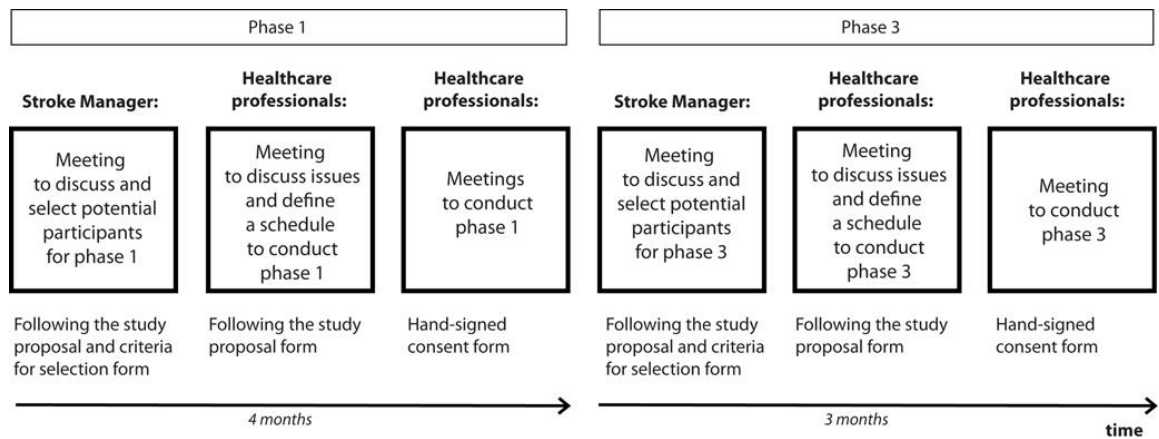 Phase 1
Stroke Manager:
Meeting
to discuss and
select potential
participants
for phase 1
Following the study
proposal and criteria
for selection form
Healthcare
professionals:
Meeting
to discuss issues
and define
a schedule
to conduct
phase 1
Following the study
proposal form
Healthcare
professionals:
Meetings
to conduct
phase 1
Hand-signed
consent form
4 months
Phase 3
Stroke Manager:
Meeting
to discuss and
select potential
participants
for phase 3
Following the study
proposal and criteria
for selection form
Healthcare
professionals:
Meeting
to discuss issues
and define
a schedule
to conduct
phase 3
Following the study
proposal form
Healthcare
professionals:
Meeting
to conduct
phase 3
Hand-signed
consent form
3 months
time